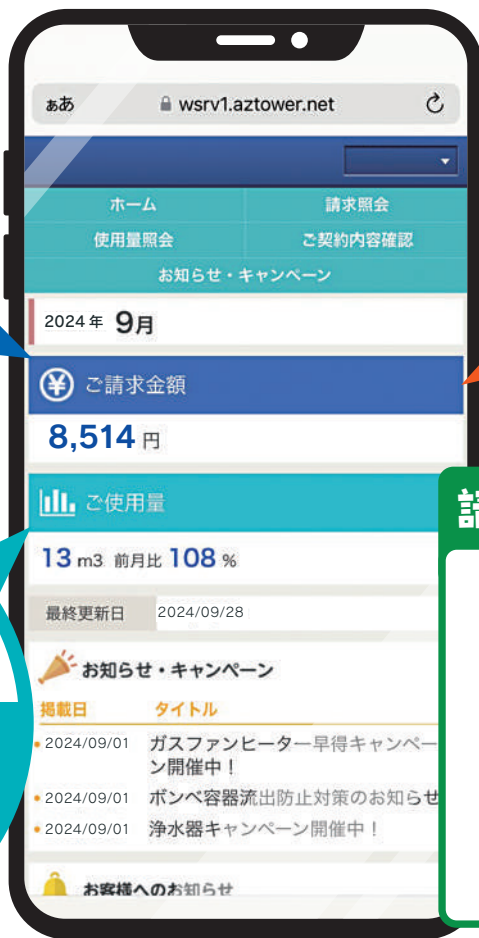 ぁあ wsrv1.aztower.net
ホーム 請求照会
使用量照会 ご契約内容確認
お知らせ・キャンペーン
2024年 9月
ご請求金額
8,514 円
ご使用量
13 m3 前月比 108 %
最終更新日 2024/09/28
お知らせ・キャンペーン
掲載日 タイトル
2024/09/01 ガスファンヒーター早得キャンペー
ン開催中！
2024/09/01 ボンベ容器流出防止対策のお知らせ
2024/09/01 浄水器キャンペーン開催中！
お客様へのお知らせ